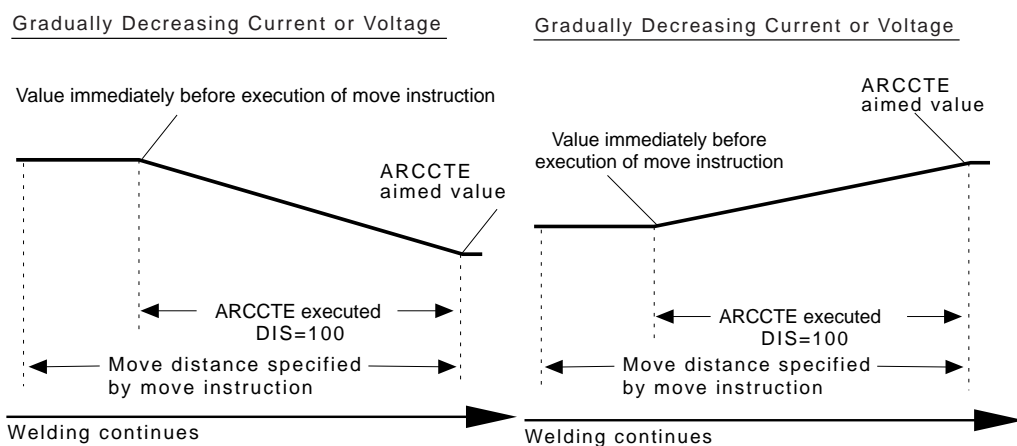 Gradually Decreasing Current or Voltage
Value immediately before execution of move instruction
ARCCTE
aimed value
ARCCTE executed
DIS=100
Move distance specified
by move instruction
Welding continues
Gradually Decreasing Current or Voltage
ARCCTE
aimed value
Value immediately before
execution of move instruction
ARCCTE executed
DIS=100
Move distance specified
by move instruction
Welding continues